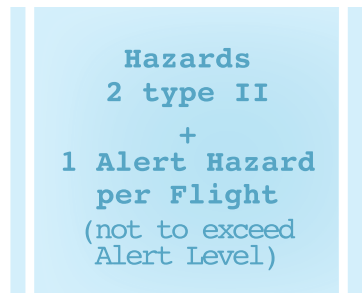 Hazards
2 type II
+
1 Alert Hazard
per Flight
(not to exceed
Alert Level)